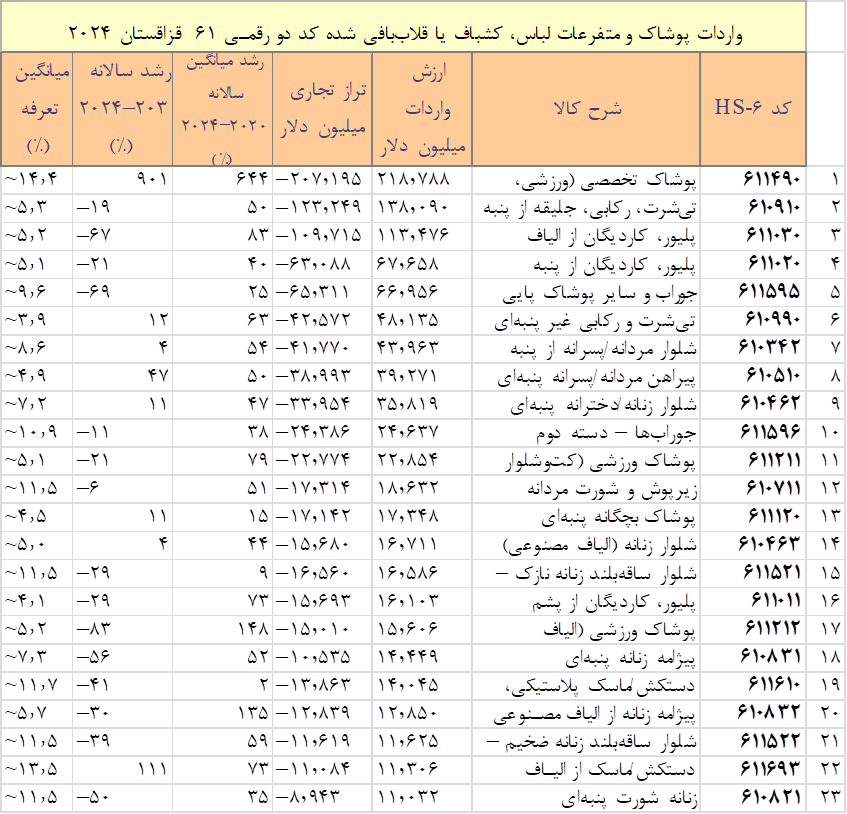 واردات پوشاک و متفرعات لباس، کشباف یا قلاب‌بافی شده کد دو رقمی ۶۱ قزاقستان ۲۰۲۴
کد HS-۶ شرح کالا ارزش واردات میلیون دلار تراز تجاری میلیون دلار رشد میانگین سالانه ۲۰۲۰–۲۰۲۴ (٪) رشد سالانه ۲۰۳–۲۰۲۴ (٪) میانگین تعرفه (٪)
۱ ۶۱۱۴۹۰ پوشاک تخصصی (ورزشی، ۲۱۸,۷۸۸ −۲۰۷,۱۹۵ ۶۴۴ ۹۰۱ ~۱۴٫۴
۲ ۶۱۰۹۱۰ تی‌شرت، رکابی، جلیقه از پنبه ۱۳۸,۰۹۰ −۱۲۳,۲۴۹ ۵۰ −۱۹ ~۵٫۳
۳ ۶۱۱۰۳۰ پلیور، کاردیگان از الیاف ۱۱۳,۴۷۶ −۱۰۹,۷۱۵ ۸۳ −۶۷ ~۵٫۲
۴ ۶۱۱۰۲۰ پلیور، کاردیگان از پنبه ۶۷,۶۵۸ −۶۳,۰۸۸ ۴۰ −۲۱ ~۵٫۱
۵ ۶۱۱۵۹۵ جوراب و سایر پوشاک پایی ۶۶,۹۵۶ −۶۵,۳۱۱ ۲۵ −۶۹ ~۹٫۶
۶ ۶۱۰۹۹۰ تی‌شرت و رکابی غیر پنبه‌ای ۴۸,۱۳۵ −۴۲,۵۷۲ ۶۳ ۱۲ ~۳٫۹
۷ ۶۱۰۳۴۲ شلوار مردانه/پسرانه از پنبه ۴۳,۹۶۳ −۴۱,۷۷۰ ۵۴ ۴ ~۸٫۶
۸ ۶۱۰۵۱۰ پیراهن مردانه/پسرانه پنبه‌ای ۳۹,۲۷۱ −۳۸,۹۹۳ ۵۰ ۴۷ ~۴٫۹
۹ ۶۱۰۴۶۲ شلوار زنانه/دخترانه پنبه‌ای ۳۵,۸۱۹ −۳۳,۹۵۴ ۴۷ ۱۱ ~۷٫۲
۱۰ ۶۱۱۵۹۶ جوراب‌ها – دسته دوم ۲۴,۶۳۷ −۲۴,۳۸۶ ۳۸ −۱۱ ~۱۰٫۹
۱۱ ۶۱۱۲۱۱ پوشاک ورزشی (کت‌وشلوار ۲۲,۸۵۴ −۲۲,۷۷۴ ۷۹ −۲۱ ~۵٫۱
۱۲ ۶۱۰۷۱۱ زیرپوش و شورت مردانه ۱۸,۶۳۲ −۱۷,۳۱۴ ۵۱ −۶ ~۱۱٫۵
۱۳ ۶۱۱۱۲۰ پوشاک بچگانه پنبه‌ای ۱۷,۳۴۸ −۱۷,۱۴۲ ۱۵ ۱۱ ~۴٫۵
۱۴ ۶۱۰۴۶۳ شلوار زنانه (الیاف مصنوعی) ۱۶,۷۱۱ −۱۵,۶۸۰ ۴۴ ۴ ~۵٫۰
۱۵ ۶۱۱۵۲۱ شلوار ساقه‌بلند زنانه نازک – ۱۶,۵۸۶ −۱۶,۵۶۰ ۹ −۲۹ ~۱۱٫۵
۱۶ ۶۱۱۰۱۱ پلیور، کاردیگان از پشم ۱۶,۱۰۳ −۱۵,۶۹۳ ۷۳ −۲۹ ~۴٫۱
۱۷ ۶۱۱۲۱۲ پوشاک ورزشی (الیاف ۱۵,۶۰۶ −۱۵,۰۱۰ ۱۴۸ −۸۳ ~۵٫۲
۱۸ ۶۱۰۸۳۱ پیژامه زنانه پنبه‌ای ۱۴,۴۴۹ −۱۰,۵۳۵ ۵۲ −۵۶ ~۷٫۳
۱۹ ۶۱۱۶۱۰ دستکش/ماسک پلاستیکی، ۱۴,۰۴۵ −۱۳,۸۶۳ ۲ −۴۱ ~۱۱٫۷
۲۰ ۶۱۰۸۳۲ پیژامه زنانه از الیاف مصنوعی ۱۲,۸۵۰ −۱۲,۸۳۹ ۱۳۵ −۳۰ ~۵٫۷
۲۱ ۶۱۱۵۲۲ شلوار ساقه‌بلند زنانه ضخیم – ۱۱,۶۲۵ −۱۱,۶۱۹ ۵۹ −۳۹ ~۱۱٫۵
۲۲ ۶۱۱۶۹۳ دستکش/ماسک از الیاف ۱۱,۳۰۶ −۱۱,۰۸۴ ۷۳ ۱۱۱ ~۱۳٫۵
۲۳ ۶۱۰۸۲۱ زنانه شورت پنبه‌ای ۱۱,۰۳۲ −۸,۹۴۳ ۳۵ −۵۰ ~۱۱٫۵